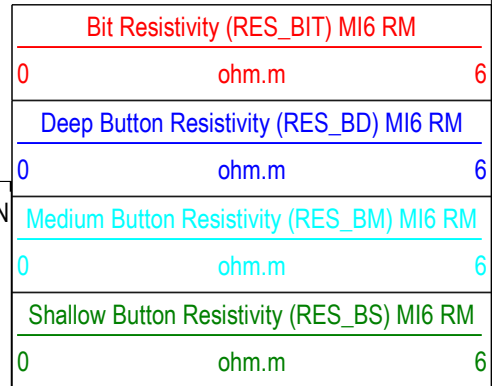 Bit Resistivity (RES_BIT) MI6 RM
0 ohm.m 6
Deep Button Resistivity (RES_BD) MI6 RM
0 ohm.m 6
N
Medium Button Resistivity (RES_BM) MI6 RM
0 ohm.m 6
Shallow Button Resistivity (RES_BS) MI6 RM
0 ohm.m 6